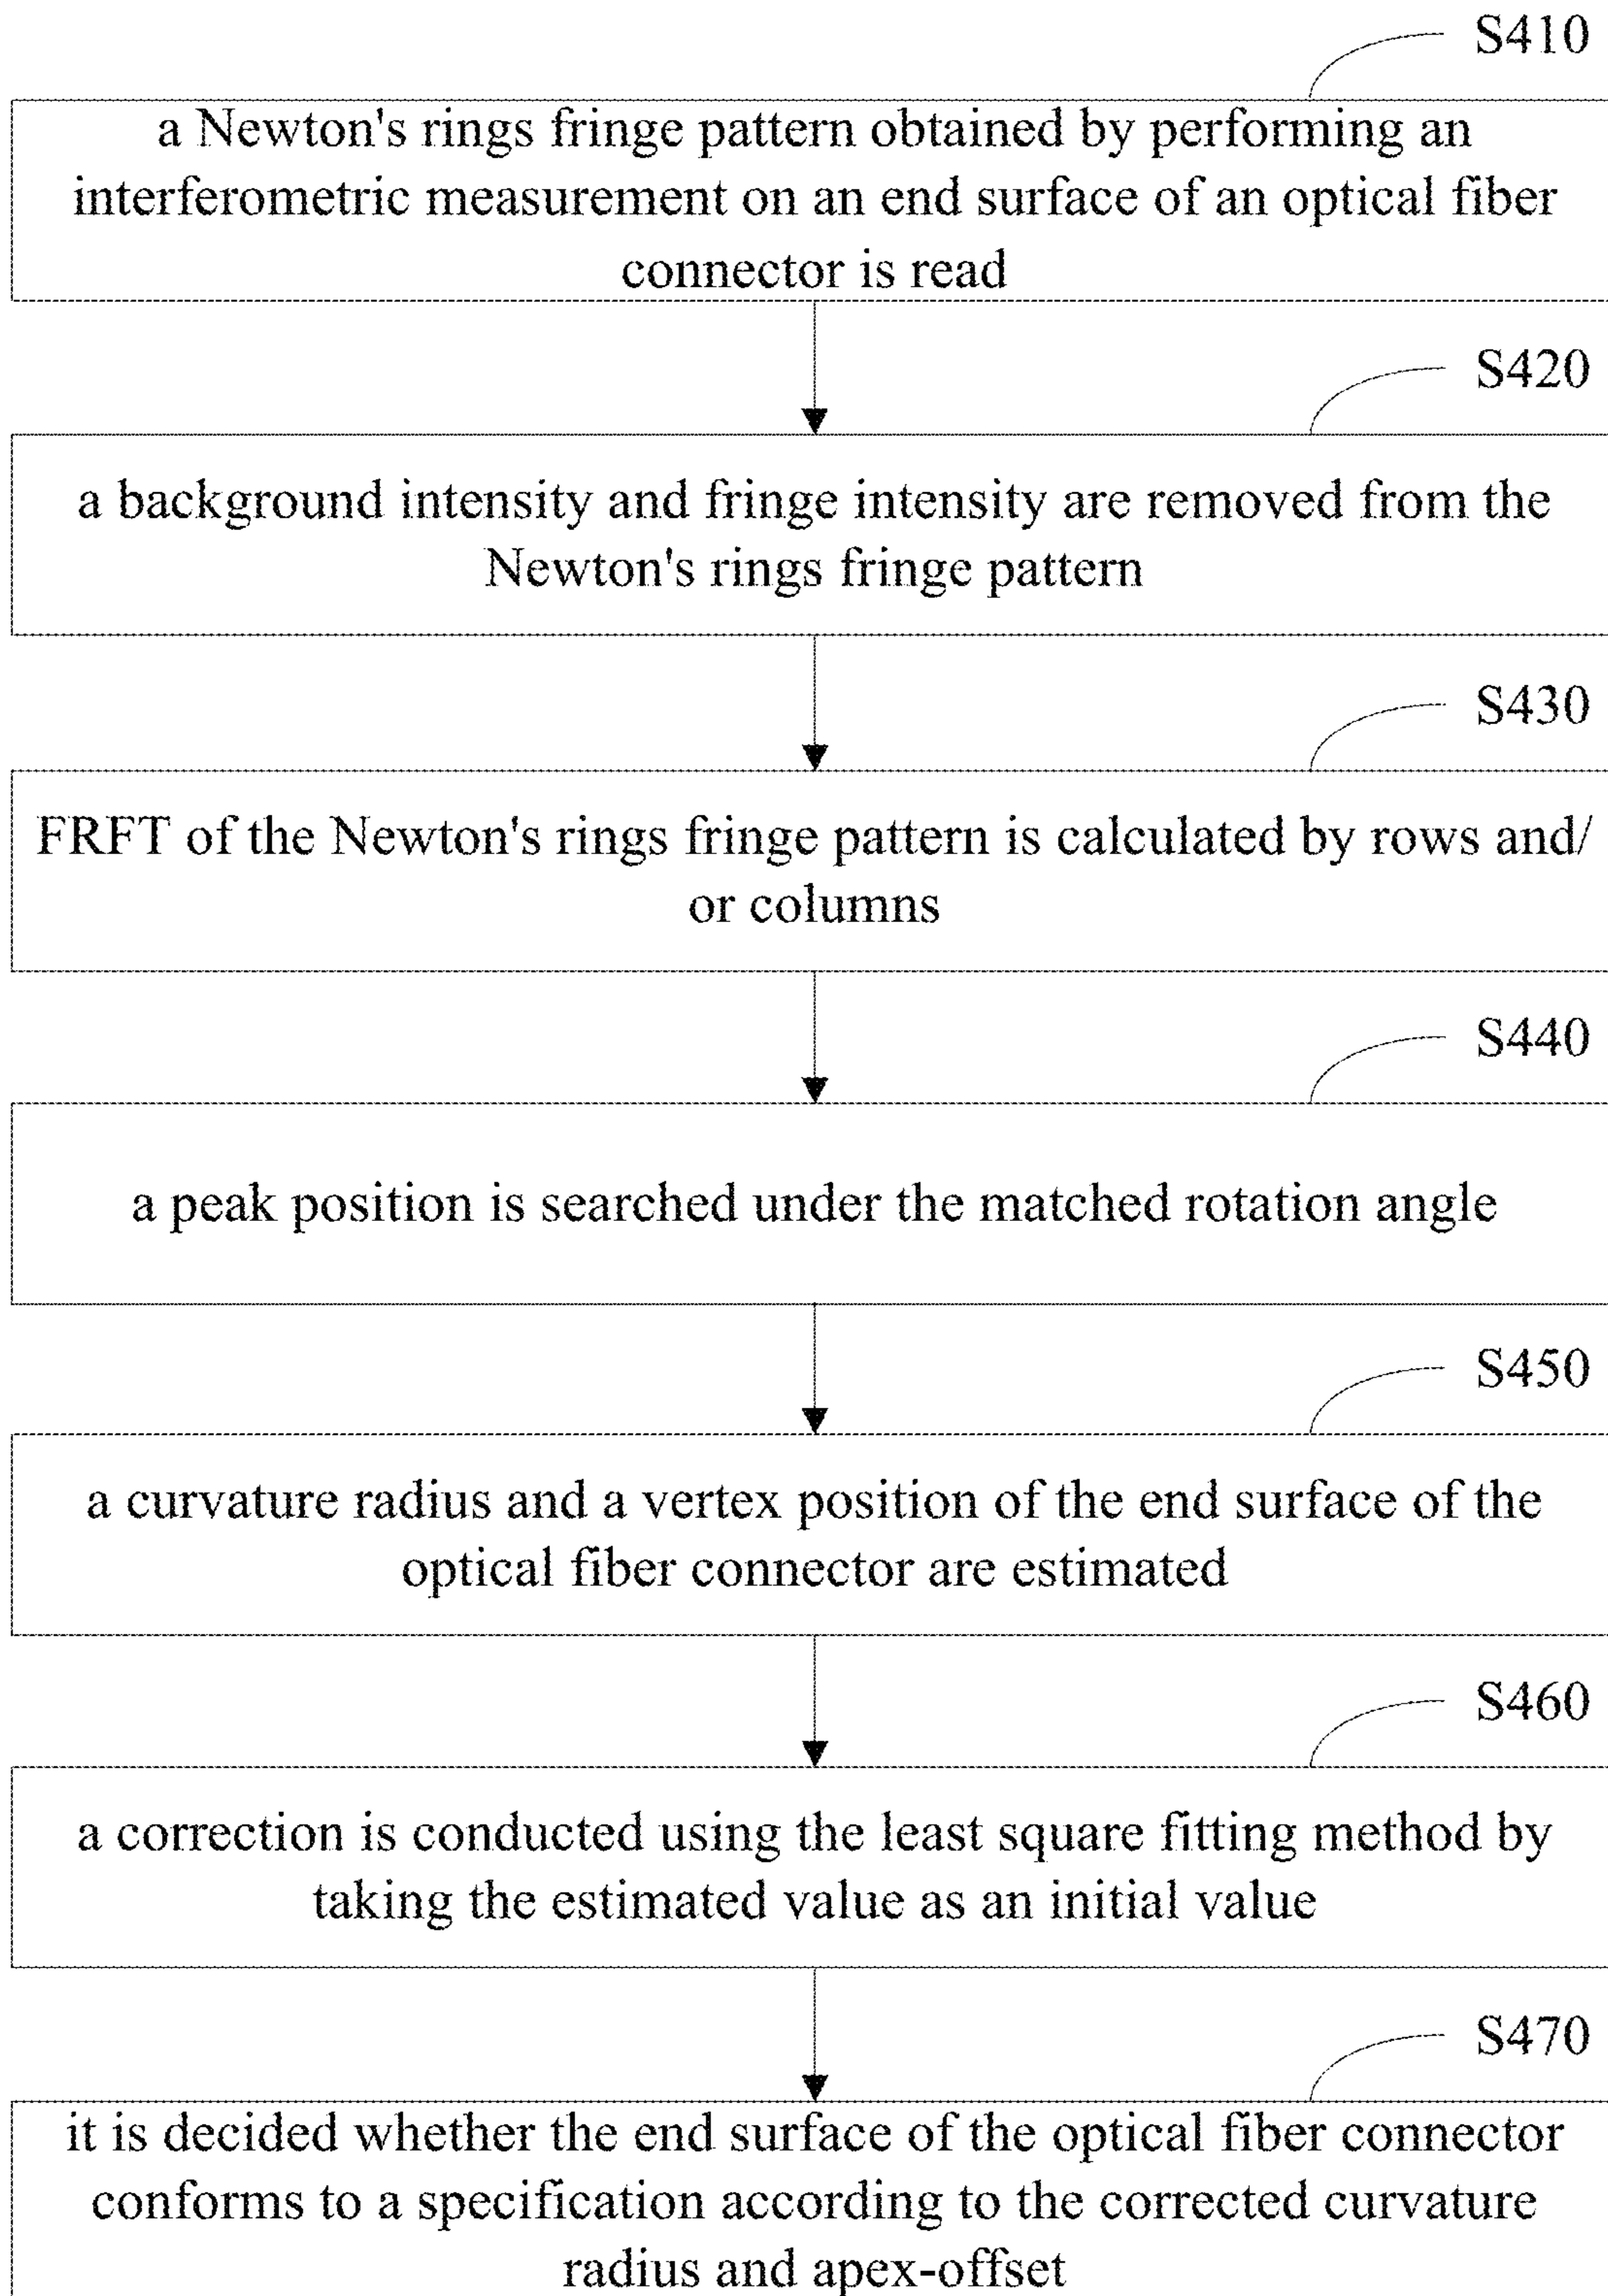 S410
a Newton's rings fringe pattern obtained by performing an
interferometric measurement on an end surface of an optical fiber
connector is read
S420
a background intensity and fringe intensity are removed from the
Newton's rings fringe pattern
S430
FRFT of the Newton's rings fringe pattern is calculated by rows and/
or columns
S440
a peak position is searched under the matched rotation angle
S450
a curvature radius and a vertex position of the end surface of the
optical fiber connector are estimated
S460
a correction is conducted using the least square fitting method by
taking the estimated value as an initial value
S470
it is decided whether the end surface of the optical fiber connector
conforms to a specification according to the corrected curvature
radius and apex-offset